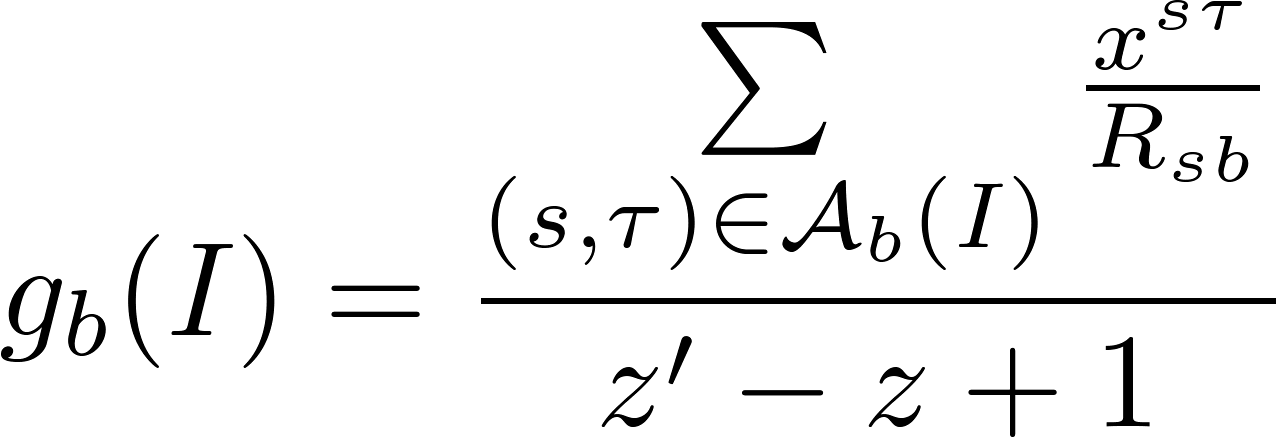 g_b(I) = \frac{\sum_{(s,\tau)\in\mathcal{A}_b(I)} \frac{x^{s\tau}}{R_{sb}}}{z' - z + 1}